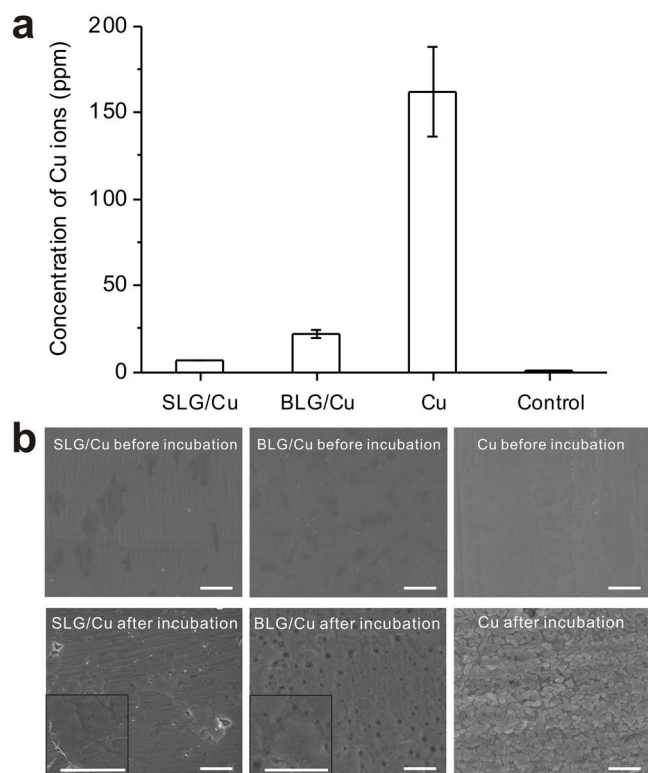 a
Concentration of Cu ions (ppm)
200
150
100
50
0
SLG/Cu BLG/Cu Cu Control
b
SLG/Cu before incubation BLG/Cu before incubation Cu before incubation
SLG/Cu after incubation BLG/Cu after incubation Cu after incubation